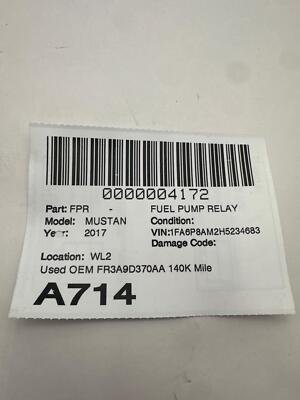 0000004172
Part: FPR - FUEL PUMP RELAY
Model: MUSTAN Condition:
Year: 2017 VIN:1FA6P8AM2H5234683
Damage Code:
Location: WL2
Used OEM FR3A9D370AA 140K Mile
A714